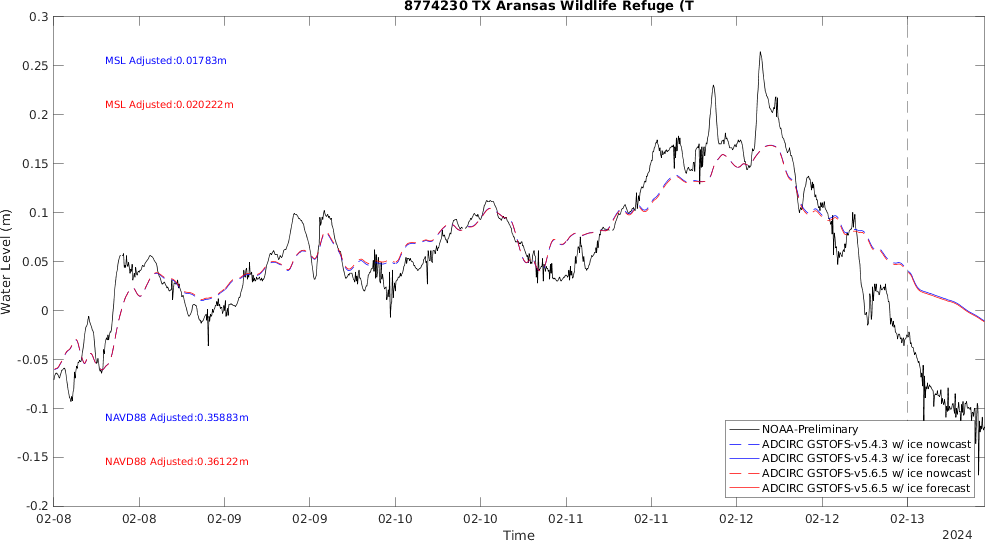 8774230 TX Aransas Wildlife Refuge (T
0.3
0.25
0.2
0.15
0.1
0.05
0
-0.05
-0.1
-0.15
-0.2
Water Level (m)
MSL Adjusted:0.01783m
MSL Adjusted:0.020222m
NAVD88 Adjusted:0.35883m
NAVD88 Adjusted:0.36122m
NOAA-Preliminary
ADCIRC GSTOFS-v5.4.3 w/ ice nowcast
ADCIRC GSTOFS-v5.4.3 w/ ice forecast
ADCIRC GSTOFS-v5.6.5 w/ ice nowcast
ADCIRC GSTOFS-v5.6.5 w/ ice forecast
02-08 02-08 02-09 02-09 02-10 02-10 02-11 02-11 02-12 02-12 02-13
Time
2024